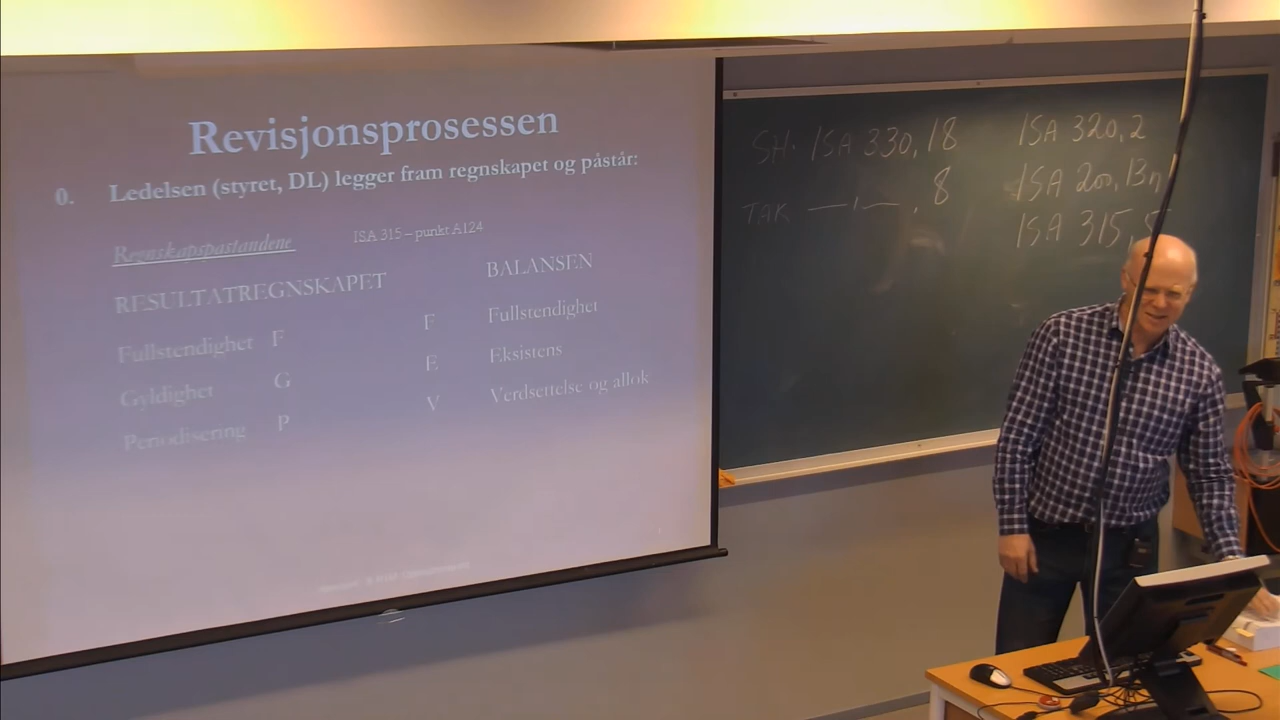 Revisjonsprosessen
0. Ledelsen (styret, DL) legger fram regnskapet og påstår:
Regnskapspåstandene ISA 315 – punkt A124
RESULTATREGNSKAPET BALANSEN
Fullstendighet F F Fullstendighet
Gyldighet G E Eksistens
Periodisering P V Verdsettelse og allok
SH: ISA 330, 18 ISA 320, 2
TAK —〃— , 8 ISA 200, 13n
ISA 315, 5